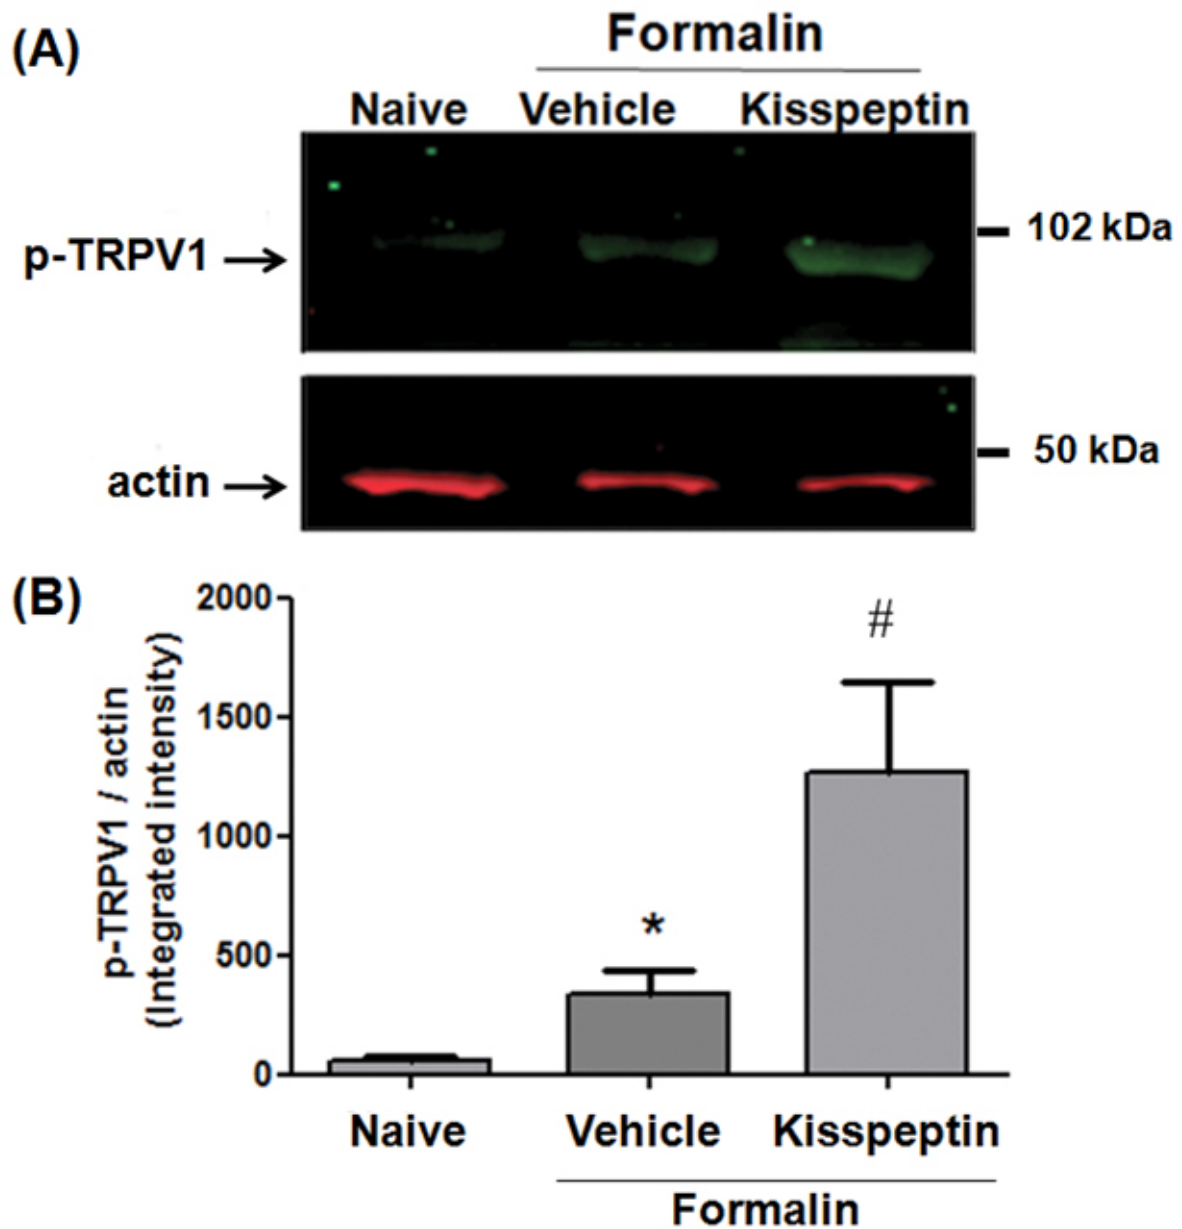 (A)
Formalin
Naive Vehicle Kisspeptin
p-TRPV1
102 kDa
actin
50 kDa
(B)
p-TRPV1 / actin
(Integrated intensity)
2000
1500
1000
500
0
*
#
Naive Vehicle Kisspeptin
Formalin